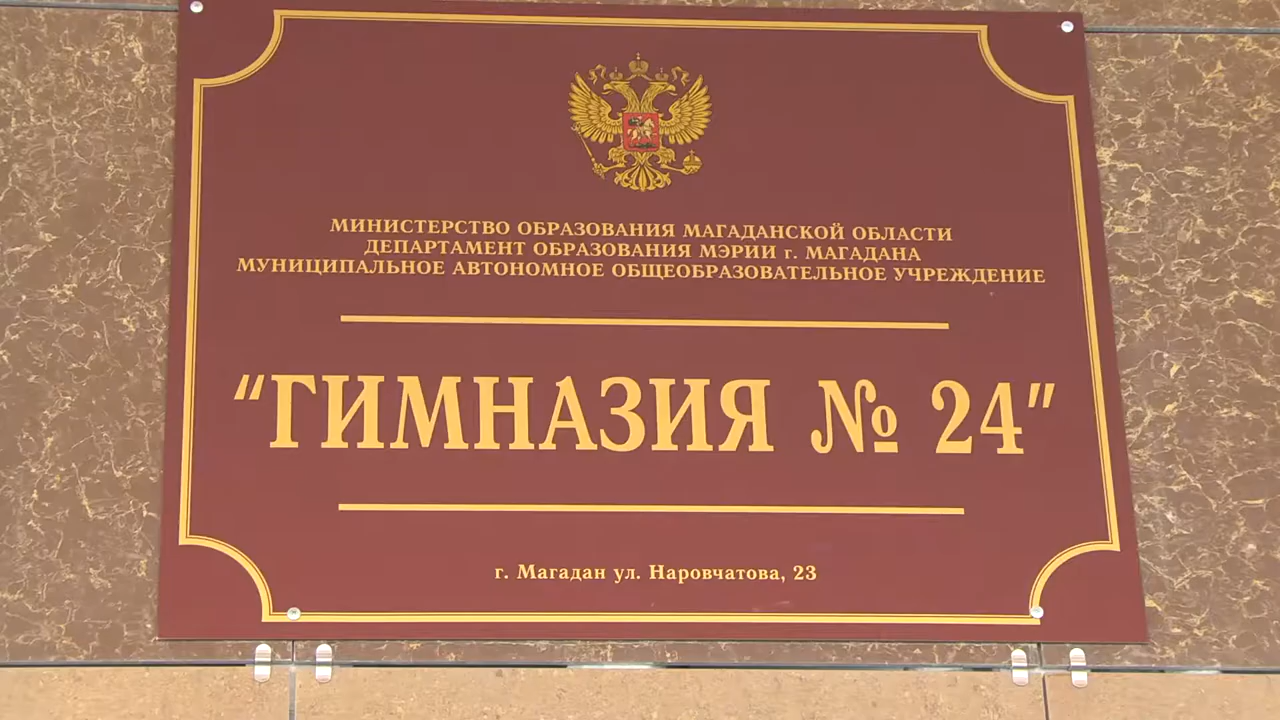 МИНИСТЕРСТВО ОБРАЗОВАНИЯ МАГАДАНСКОЙ ОБЛАСТИ
ДЕПАРТАМЕНТ ОБРАЗОВАНИЯ МЭРИИ г. МАГАДАНА
МУНИЦИПАЛЬНОЕ АВТОНОМНОЕ ОБЩЕОБРАЗОВАТЕЛЬНОЕ УЧРЕЖДЕНИЕ
“ГИМНАЗИЯ № 24”
г. Магадан ул. Наровчатова, 23